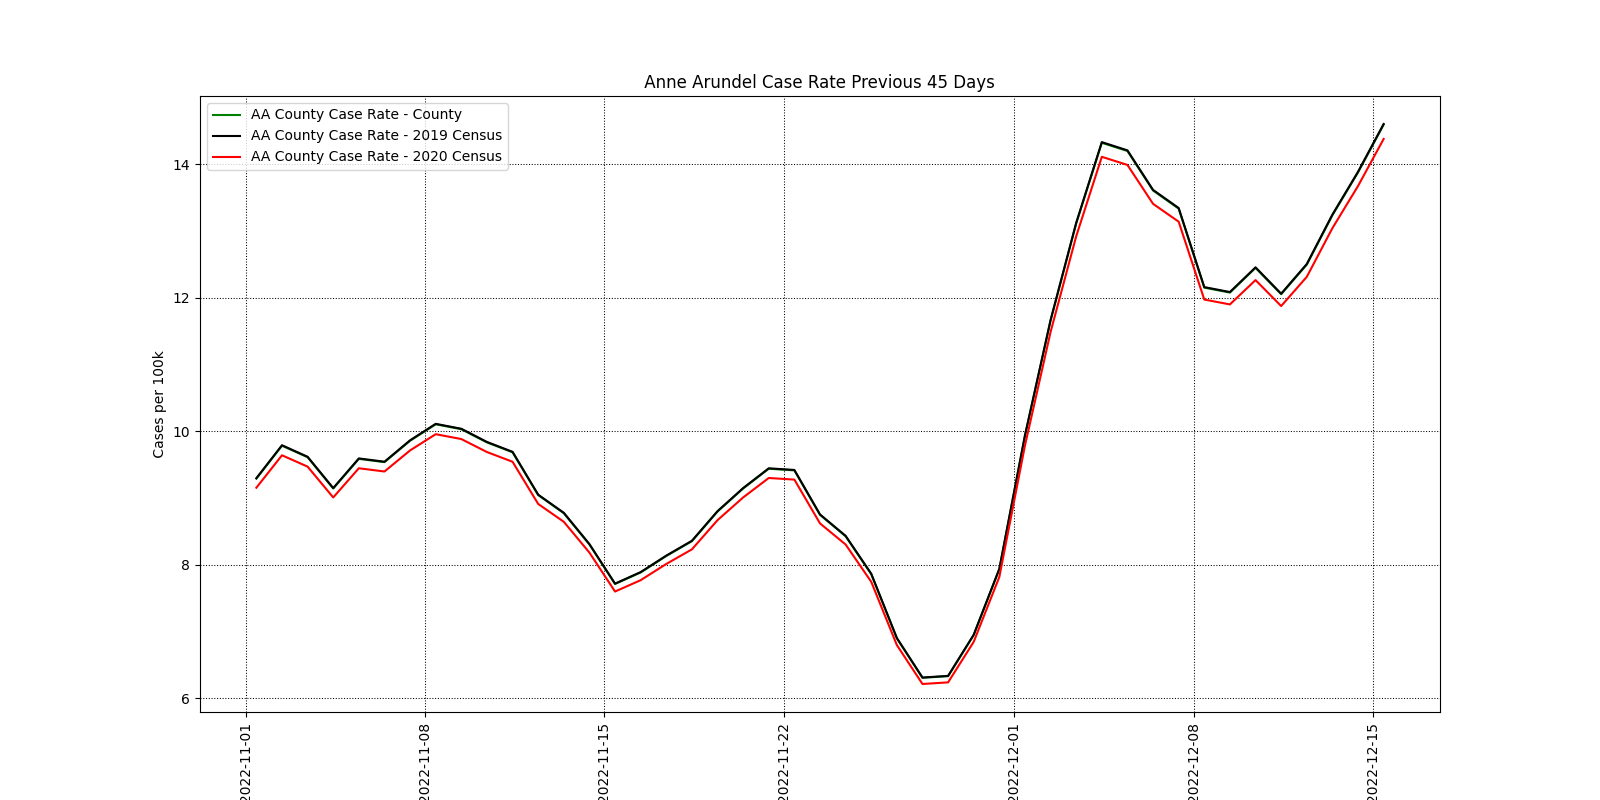 Anne Arundel Case Rate Previous 45 Days
AA County Case Rate - County
AA County Case Rate - 2019 Census
AA County Case Rate - 2020 Census
Cases per 100k
14
12
10
8
6
2022-11-01
2022-11-08
2022-11-15
2022-11-22
2022-12-01
2022-12-08
2022-12-15